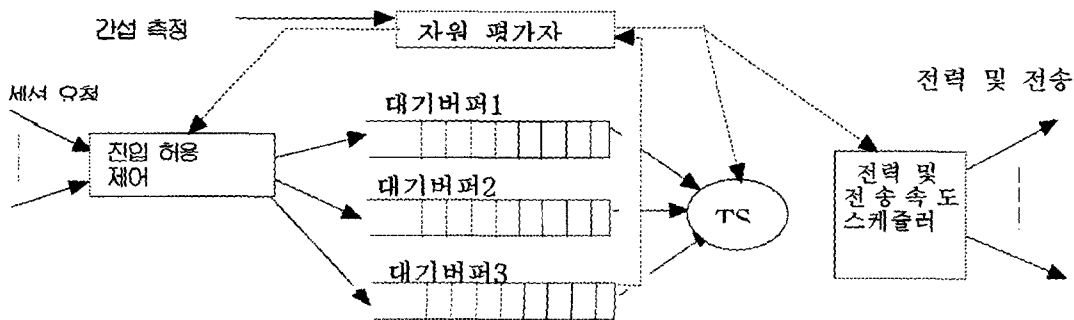 간섭 측정
자원 평가자
세션 요청
전력 및 전송
대기버퍼1
진입 허용
제어
대기버퍼2
TS
전력 및
전송속도
스케쥴러
대기버퍼3